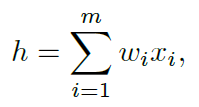 h = \sum_{i=1}^{m} w_i x_i,